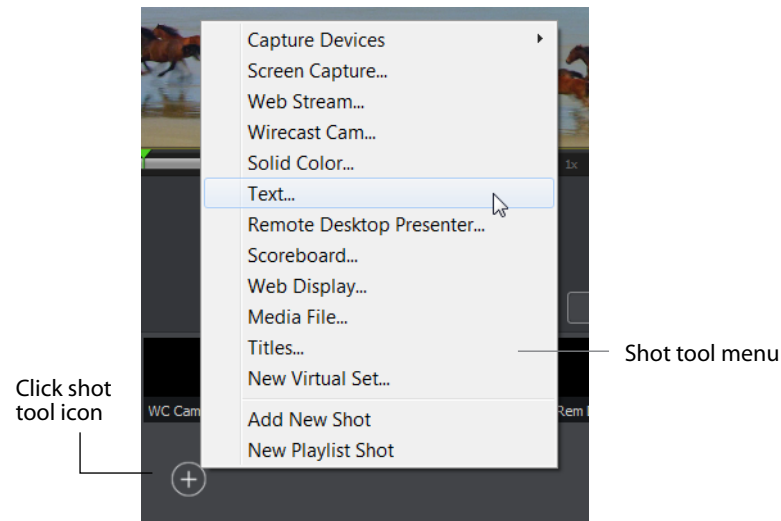 Capture Devices
Screen Capture...
Web Stream...
Wirecast Cam...
Solid Color...
1x
Text...
Remote Desktop Presenter...
Scoreboard...
Web Display...
Media File...
Titles...
Shot tool menu
New Virtual Set...
Click shot
tool icon
WC Cam
Add New Shot
Rem
New Playlist Shot